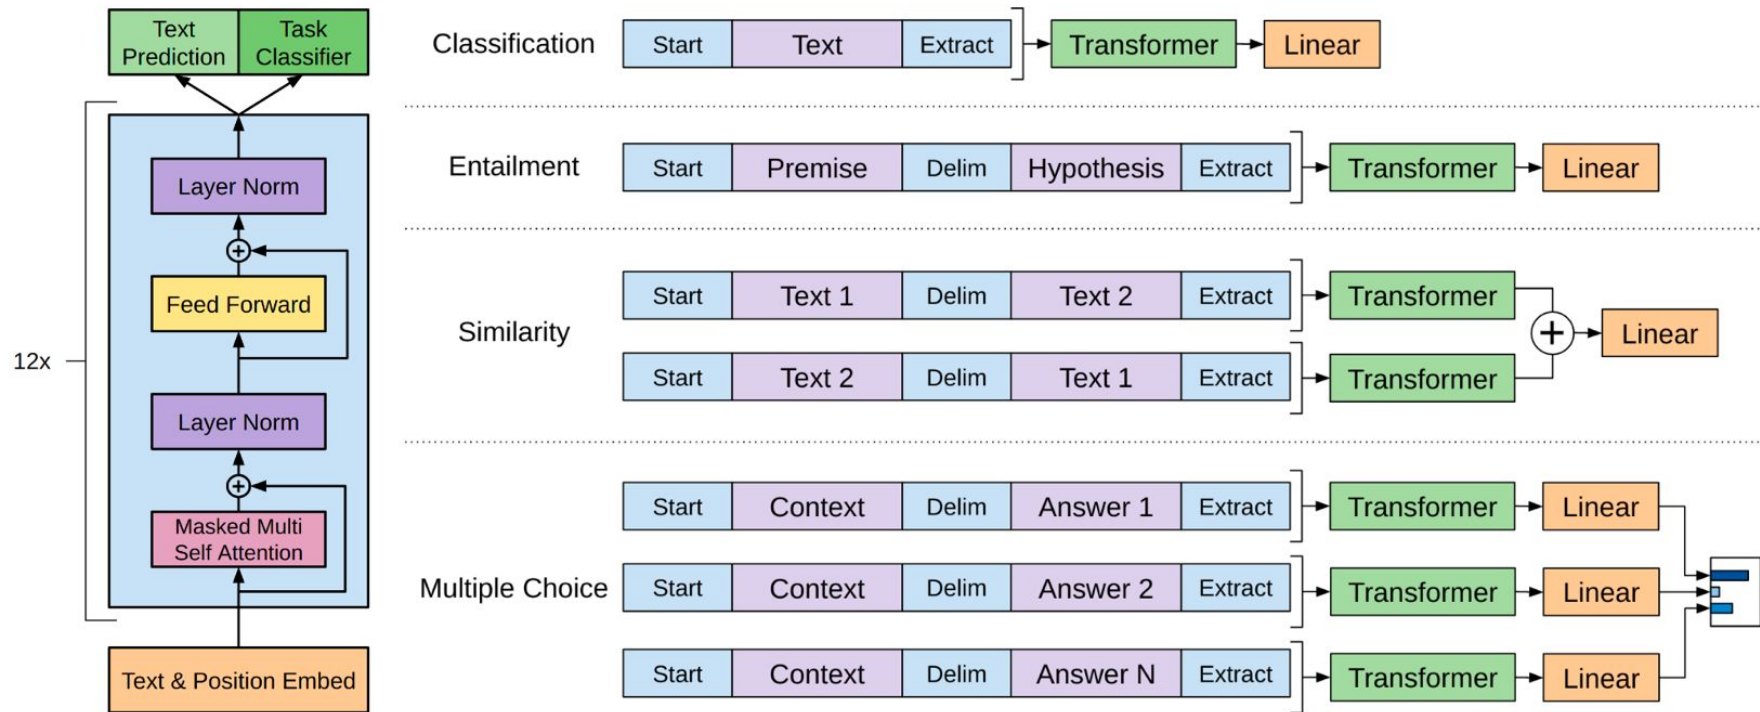 Text
Prediction
Task
Classifier
12x
Layer Norm
Feed Forward
Layer Norm
Masked Multi
Self Attention
Text & Position Embed
Classification
Start Text Extract Transformer Linear
Entailment
Start Premise Delim Hypothesis Extract Transformer Linear
Similarity
Start Text 1 Delim Text 2 Extract Transformer
+ Linear
Start Text 2 Delim Text 1 Extract Transformer
Multiple Choice
Start Context Delim Answer 1 Extract Transformer Linear
Start Context Delim Answer 2 Extract Transformer Linear
Start Context Delim Answer N Extract Transformer Linear